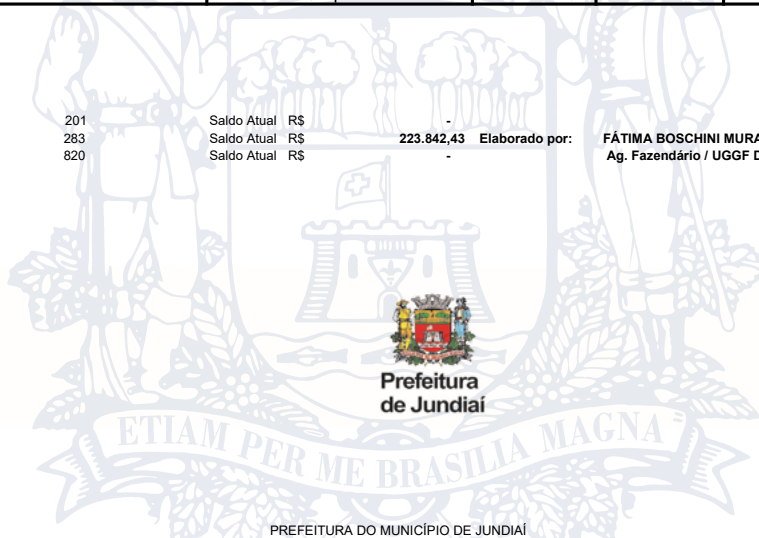 201 Saldo Atual R$ -
283 Saldo Atual R$ 223.842,43 Elaborado por: FÁTIMA BOSCHINI MURA
820 Saldo Atual R$ - Ag. Fazendário / UGGF D
Prefeitura
de Jundiaí
ETIAM PER ME BRASILIA MAGNA
PREFEITURA DO MUNICÍPIO DE JUNDIAÍ